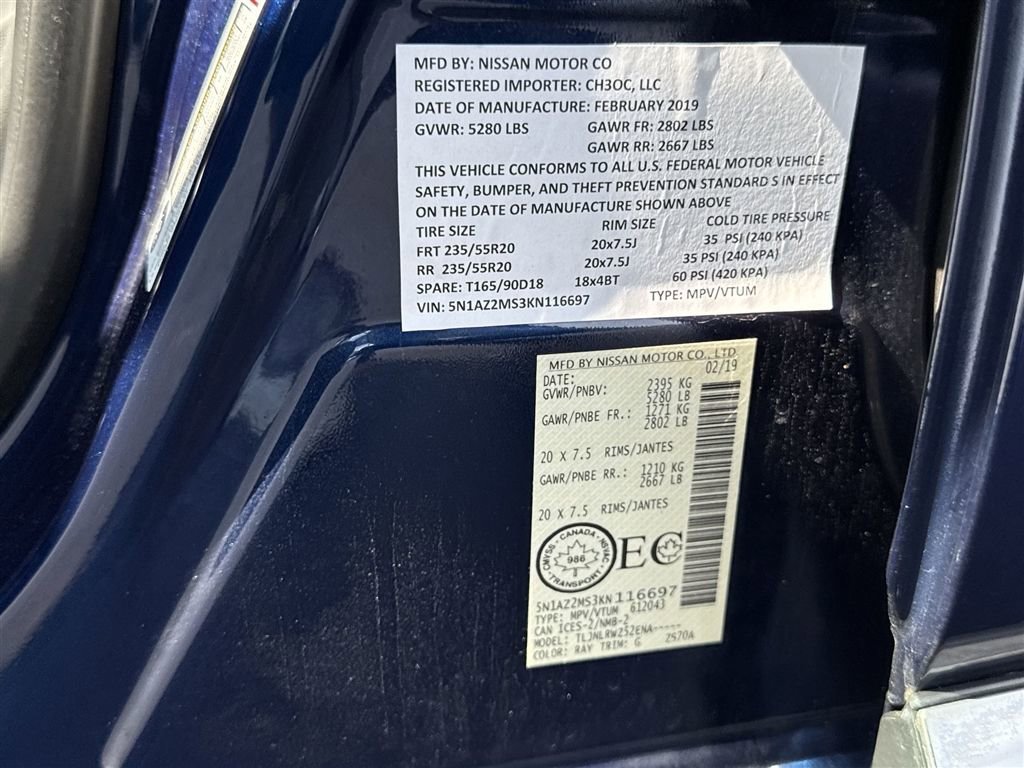 MFD BY: NISSAN MOTOR CO
REGISTERED IMPORTER: CH3OC, LLC
DATE OF MANUFACTURE: FEBRUARY 2019
GVWR: 5280 LBS GAWR FR: 2802 LBS
GAWR RR: 2667 LBS
THIS VEHICLE CONFORMS TO ALL U.S. FEDERAL MOTOR VEHICLE
SAFETY, BUMPER, AND THEFT PREVENTION STANDARD S IN EFFECT
ON THE DATE OF MANUFACTURE SHOWN ABOVE
TIRE SIZE RIM SIZE COLD TIRE PRESSURE
FRT 235/55R20 20x7.5J 35 PSI (240 KPA)
RR 235/55R20 20x7.5J 35 PSI (240 KPA)
SPARE: T165/90D18 18x4BT 60 PSI (420 KPA)
VIN: 5N1AZ2MS3KN116697 TYPE: MPV/VTUM
MFD BY NISSAN MOTOR CO., LTD
DATE: 02/19
GVWR/PNBV: 2395 KG
5280 LB
GAWR/PNBE FR.: 1271 KG
2802 LB
20 X 7.5 RIMS/JANTES
GAWR/PNBE RR.: 1210 KG
2667 LB
20 X 7.5 RIMS/JANTES
CANADA
CMVSS NSVAC
986
TRANSPORT
EC
5N1AZ2MS3KN116697
TYPE: MPV/VTUM 612043
CAN ICES-2/NMB-2
MODEL: TLJNLRWZ52ENA-----
COLOR: RAY TRIM: G 2S70A